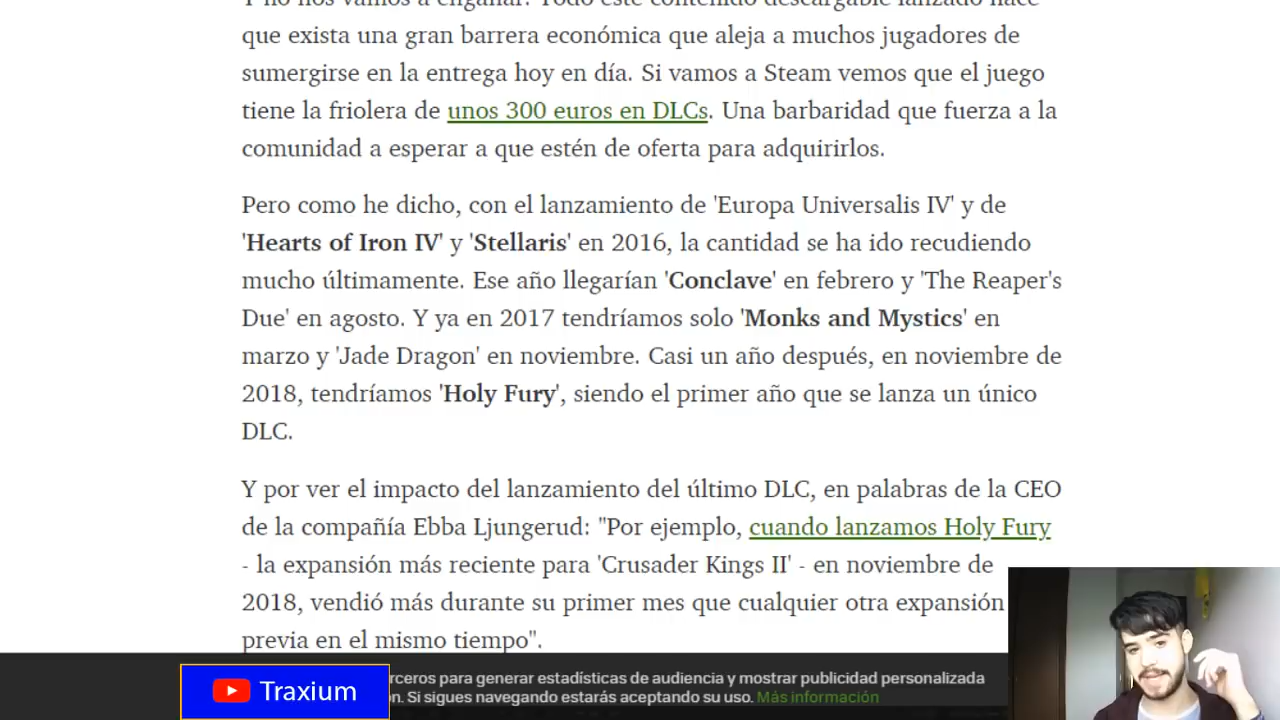 Y no nos vamos a engañar. Todo este contenido descargable lanzado hace
que exista una gran barrera económica que aleja a muchos jugadores de
sumergirse en la entrega hoy en día. Si vamos a Steam vemos que el juego
tiene la friolera de unos 300 euros en DLCs. Una barbaridad que fuerza a la
comunidad a esperar a que estén de oferta para adquirirlos.
Pero como he dicho, con el lanzamiento de 'Europa Universalis IV' y de
'Hearts of Iron IV' y 'Stellaris' en 2016, la cantidad se ha ido recudiendo
mucho últimamente. Ese año llegarían 'Conclave' en febrero y 'The Reaper's
Due' en agosto. Y ya en 2017 tendríamos solo 'Monks and Mystics' en
marzo y 'Jade Dragon' en noviembre. Casi un año después, en noviembre de
2018, tendríamos 'Holy Fury', siendo el primer año que se lanza un único
DLC.
Y por ver el impacto del lanzamiento del último DLC, en palabras de la CEO
de la compañía Ebba Ljungerud: "Por ejemplo, cuando lanzamos Holy Fury
- la expansión más reciente para 'Crusader Kings II' - en noviembre de
2018, vendió más durante su primer mes que cualquier otra expansión
previa en el mismo tiempo".
rceros para generar estadísticas de audiencia y mostrar publicidad personalizada
n. Si sigues navegando estarás aceptando su uso. Más información
Traxium